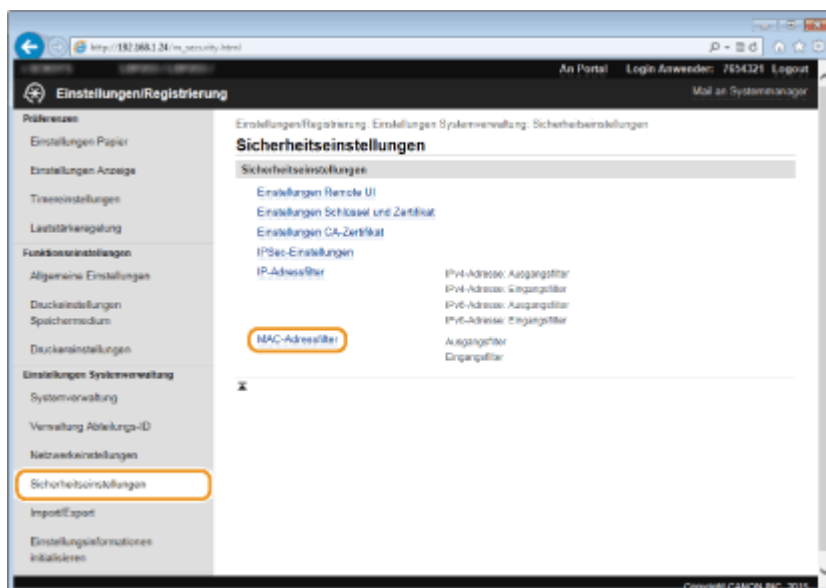 http://192.168.1.24/m_security.html
An Portal Login Anwender: 7654321 Logout
Einstellungen/Registrierung
Mail an Systemmanager
Präferenzen
Einstellungen Papier
Einstellungen Anzeige
Timereinstellungen
Lautstärkeregelung
Funktionseinstellungen
Allgemeine Einstellungen
Druckeinstellungen
Speichermedium
Druckereinstellungen
Einstellungen Systemverwaltung
Systemverwaltung
Verwaltung Abteilungs-ID
Netzwerkeinstellungen
Sicherheitseinstellungen
Import/Export
Einstellungsinformationen
initialisieren
Einstellungen/Registrierung: Einstellungen Systemverwaltung: Sicherheitseinstellungen
Sicherheitseinstellungen
Sicherheitseinstellungen
Einstellungen Remote UI
Einstellungen Schlüssel und Zertifikat
Einstellungen CA-Zertifikat
IPSec-Einstellungen
IP-Adressfilter
IPv4-Adresse: Ausgangsfilter
IPv4-Adresse: Eingangsfilter
IPv6-Adresse: Ausgangsfilter
IPv6-Adresse: Eingangsfilter
MAC-Adressfilter
Ausgangsfilter
Eingangsfilter
Copyright CANON INC. 2015